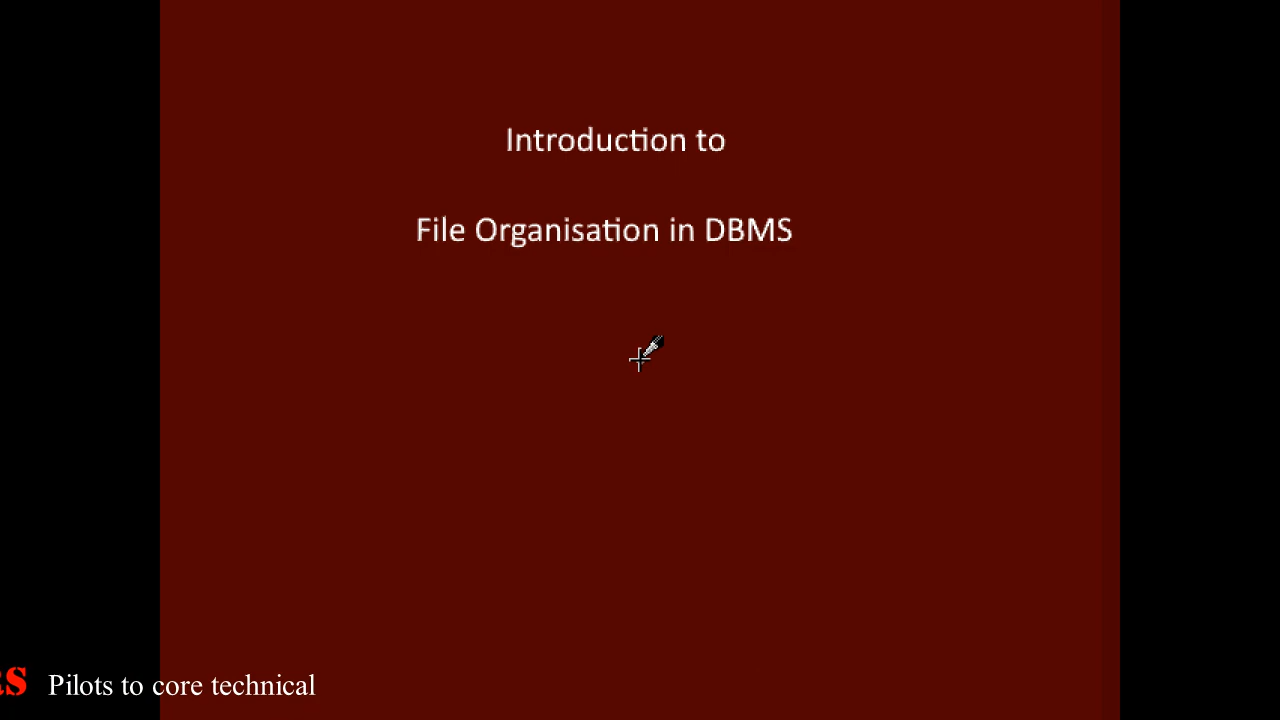 Introduction to
File Organisation in DBMS
Pilots to core technical